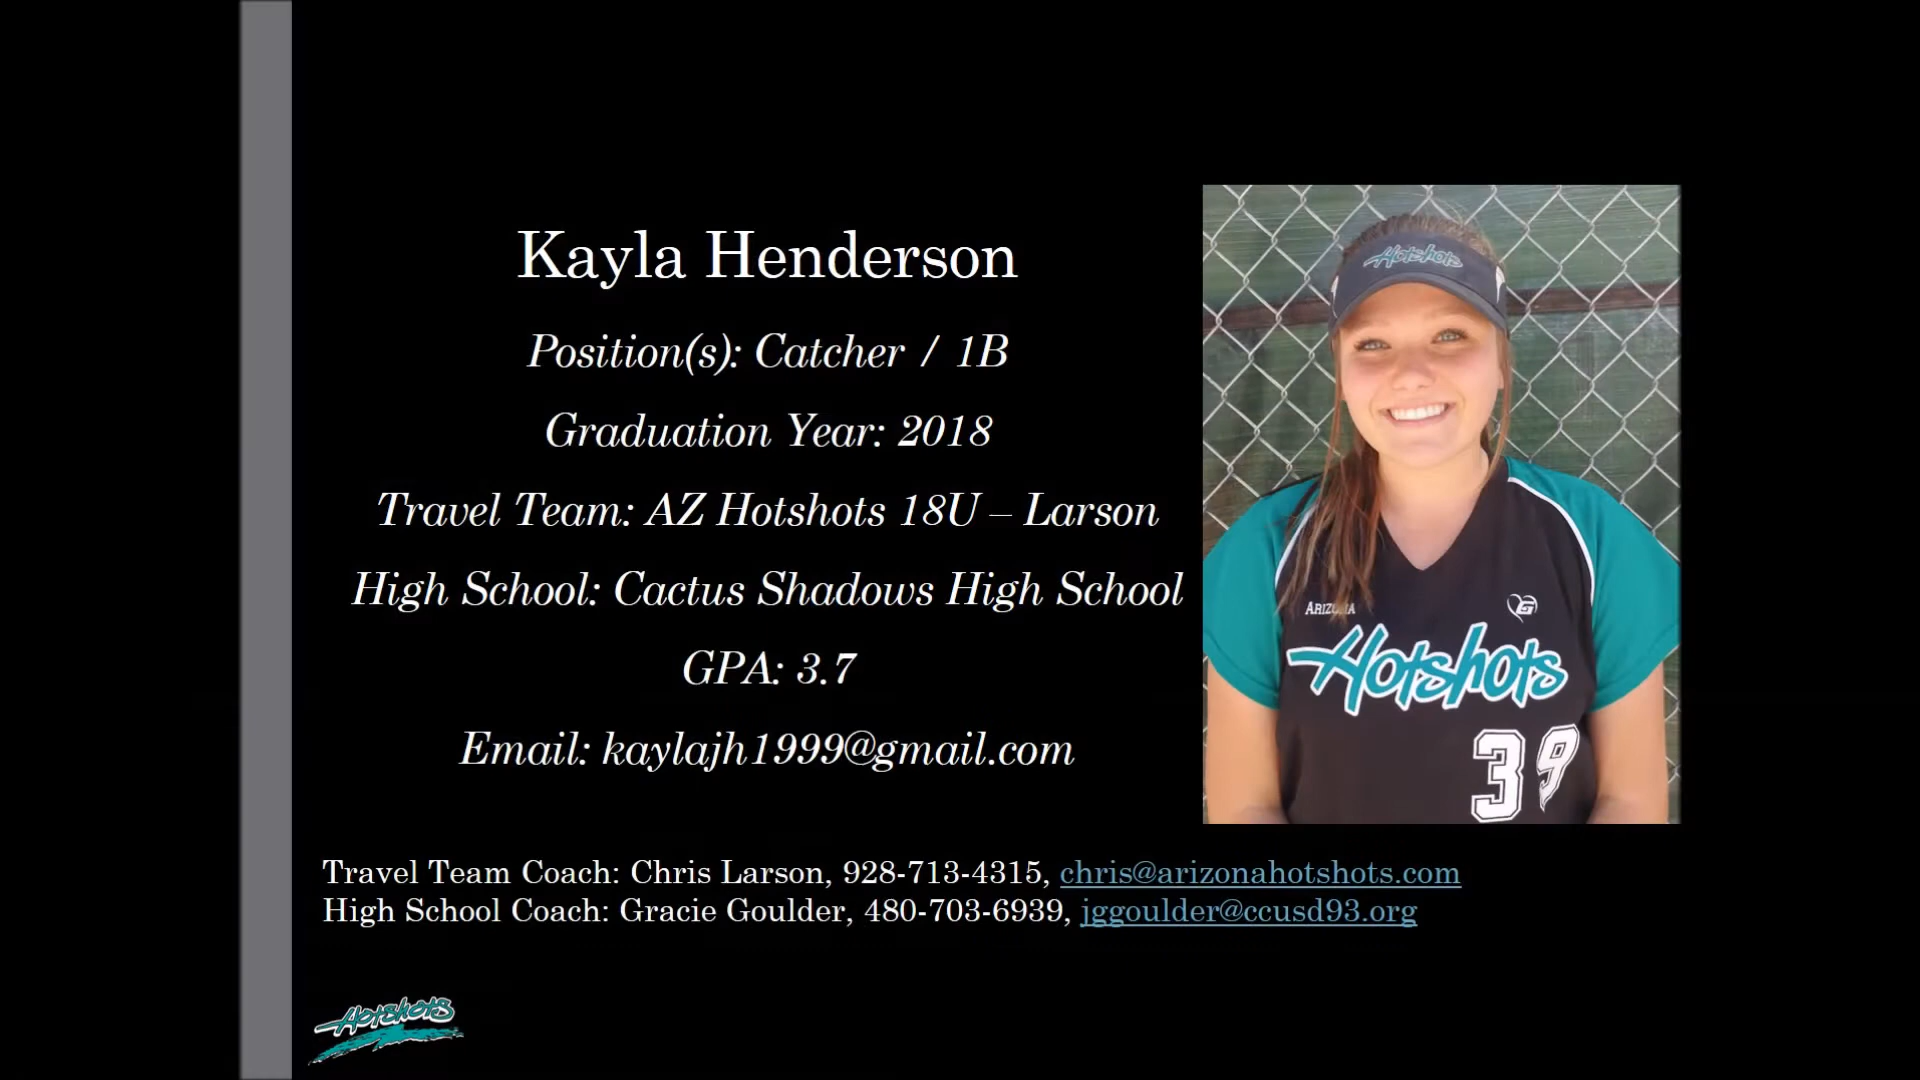 Kayla Henderson
Position(s): Catcher / 1B
Graduation Year: 2018
Travel Team: AZ Hotshots 18U – Larson
High School: Cactus Shadows High School
GPA: 3.7
Email: kaylajh1999@gmail.com
Hotshots
ARIZONA
G
Hotshots
39
Travel Team Coach: Chris Larson, 928-713-4315, chris@arizonahotshots.com
High School Coach: Gracie Goulder, 480-703-6939, jggoulder@ccusd93.org
Hotshots